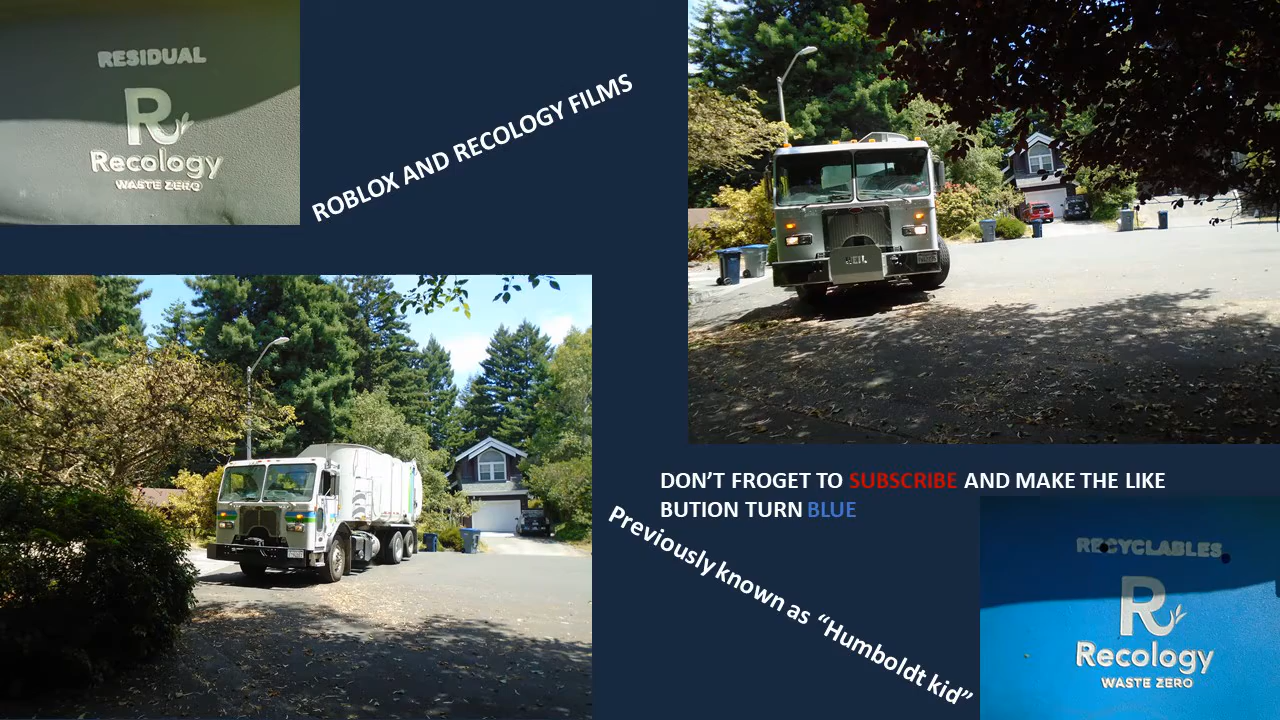 RESIDUAL
R
Recology
WASTE ZERO
ROBLOX AND RECOLOGY FILMS
HEIL
DON'T FROGET TO SUBSCRIBE AND MAKE THE LIKE
BUTION TURN BLUE
Previously known as “Humboldt kid”
RECYCLABLES
R
Recology
WASTE ZERO